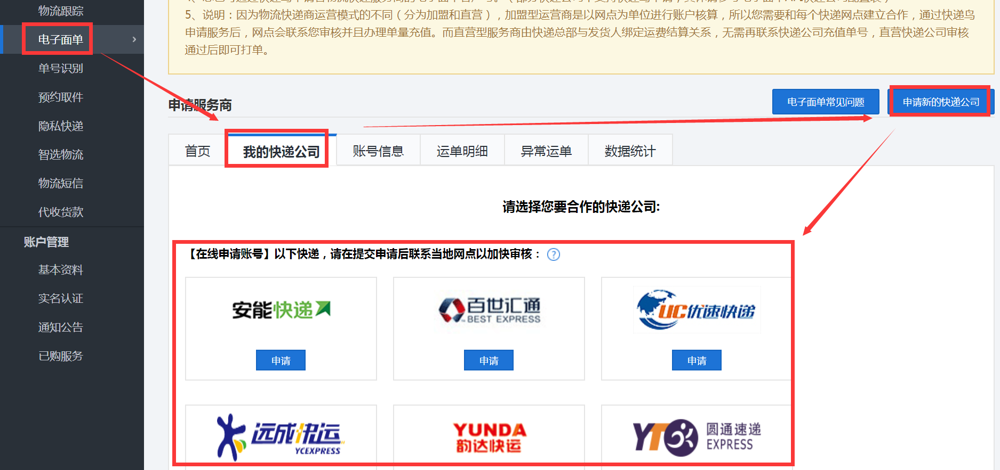 物流跟踪
电子面单
单号识别
预约取件
隐私快递
智选物流
物流短信
代收货款
账户管理
基本资料
实名认证
通知公告
已购服务
5、说明：因为物流快递商运营模式的不同（分为加盟和直营），加盟型运营商是以网点为单位进行账户核算，所以您需要和每个快递网点建立合作，通过快递鸟
申请服务后，网点会联系您审核并且办理单量充值。而直营型服务商由快递总部与发货人绑定运费结算关系，无需再联系快递公司充值单号，直营快递公司审核
通过后即可打单。
申请服务商
电子面单常见问题
申请新的快递公司
首页
我的快递公司
账号信息
运单明细
异常运单
数据统计
请选择您要合作的快递公司:
【在线申请账号】以下快递，请在提交申请后联系当地网点以加快审核：
安能快递
百世汇通
BEST EXPRESS
UC优速快递
申请
申请
申请
远成快运
YCEXPRESS
YUNDA
韵达快运
YTO
圆通速递
EXPRESS